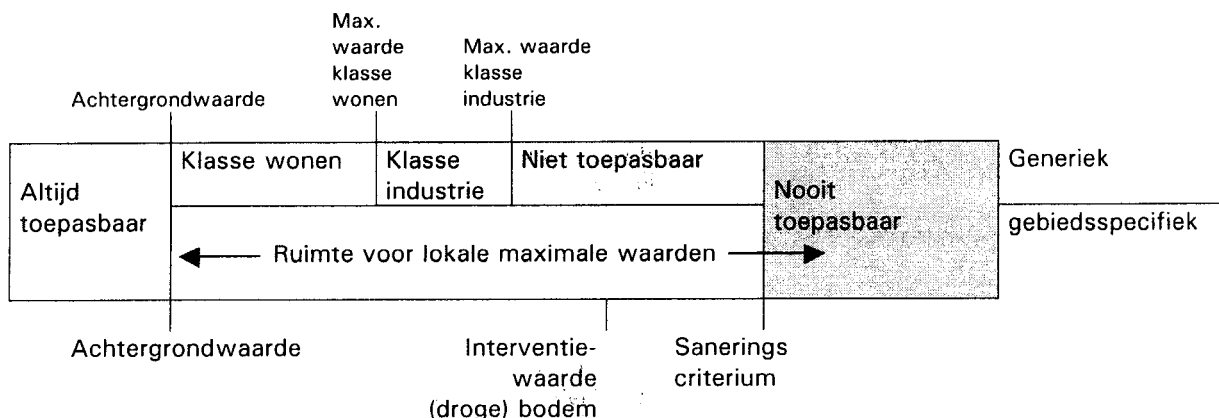 Max.
waarde
klasse
wonen
Max. waarde
klasse
industrie
Achtergrondwaarde
Klasse wonen
Klasse
industrie
Niet toepasbaar
Generiek
Altijd
toepasbaar
Nooit
toepasbaar
gebiedsspecifiek
Ruimte voor lokale maximale waarden
Achtergrondwaarde
Interventie-
waarde
(droge) bodem
Sanerings
criterium